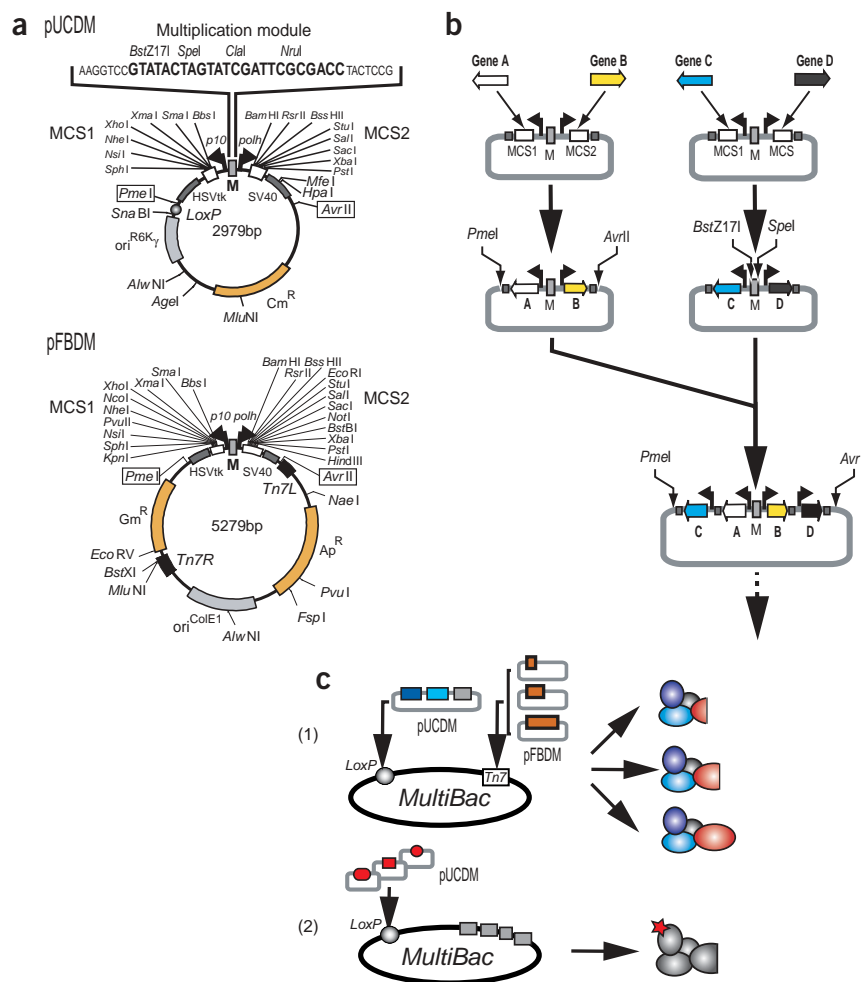 a
pUCDM
Multiplication module
BstZ17I SpeI ClaI NruI
AAGGTCCGTATACTAGTATCGATTCGCGACCTACTCCG
MCS1
XhoI
NheI
NsiI
SphI
XmaI
SmaI
BbsI
p10
polh
M
BamHI
RsrII
BssHII
MCS2
StuI
SalI
SacI
XbaI
PstI
MfeI
HpaI
AvrII
HSVtk
SV40
PmeI
SnaBI
LoxP
oriR6Kγ
2979bp
AlwNI
AgeI
MluNI
CmR
pFBDM
MCS1
XhoI
NcoI
NheI
PvuII
NsiI
SphI
KpnI
XmaI
SmaI
BbsI
p10 polh
M
BamHI
RsrII
BssHII
MCS2
EcoRI
StuI
SalI
SacI
NotI
BstBI
XbaI
PstI
HindIII
PmeI
HSVtk
SV40
AvrII
Tn7L
NaeI
GmR
5279bp
ApR
EcoRV
BstXI
MluNI
Tn7R
PvuI
FspI
oriColE1
AlwNI
b
Gene A
Gene B
Gene C
Gene D
MCS1
M
MCS2
MCS1
M
MCS
PmeI
AvrII
BstZ17I
SpeI
A
M
B
C
M
D
PmeI
Avr
C
A
M
B
D
c
(1)
pUCDM
pFBDM
LoxP
Tn7
MultiBac
(2)
pUCDM
LoxP
MultiBac